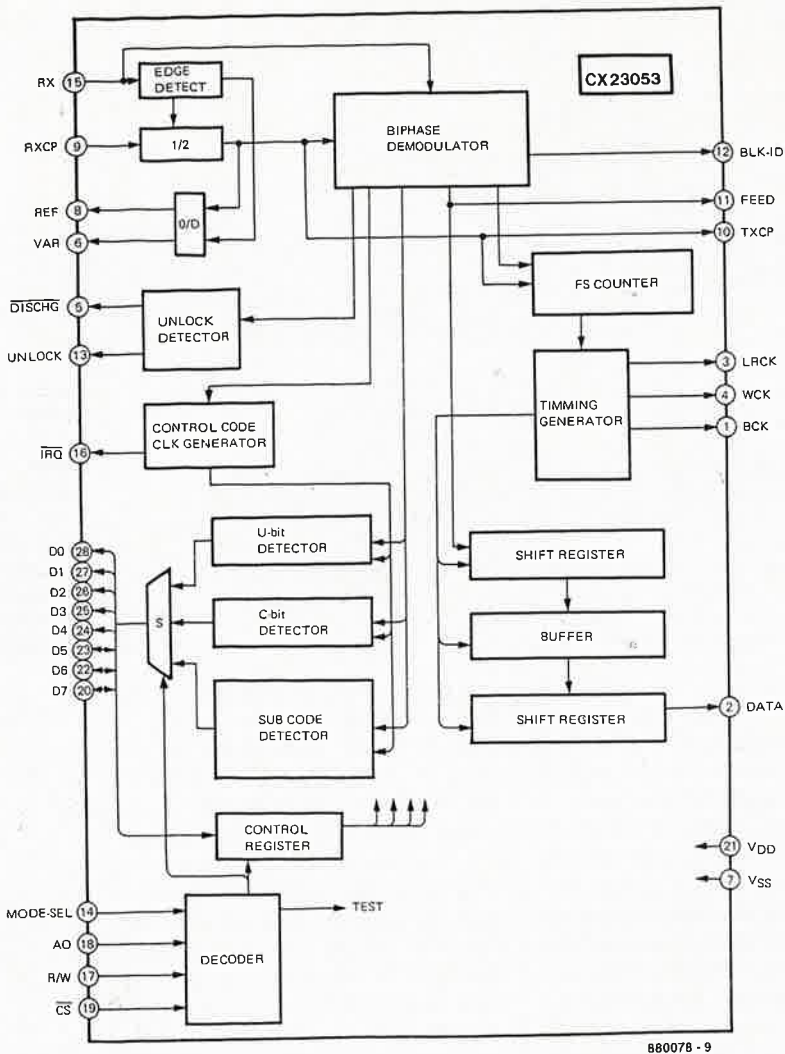 CX23053
RX 15
EDGE
DETECT
RXCP 9
1/2
BIPHASE
DEMODULATOR
12 BLK-ID
REF 8
VAR 6
0/D
11 FEED
10 TXCP
FS COUNTER
DISCHG 5
UNLOCK 13
UNLOCK
DETECTOR
3 LRCK
4 WCK
1 BCK
TIMMING
GENERATOR
IRQ 16
CONTROL CODE
CLK GENERATOR
U-bit
DETECTOR
C-bit
DETECTOR
SUB CODE
DETECTOR
S
D0 28
D1 27
D2 26
D3 25
D4 24
D5 23
D6 22
D7 20
SHIFT REGISTER
BUFFER
SHIFT REGISTER
2 DATA
CONTROL
REGISTER
21 VDD
7 VSS
MODE-SEL 14
AO 18
R/W 17
CS 19
DECODER
TEST
880078 - 9